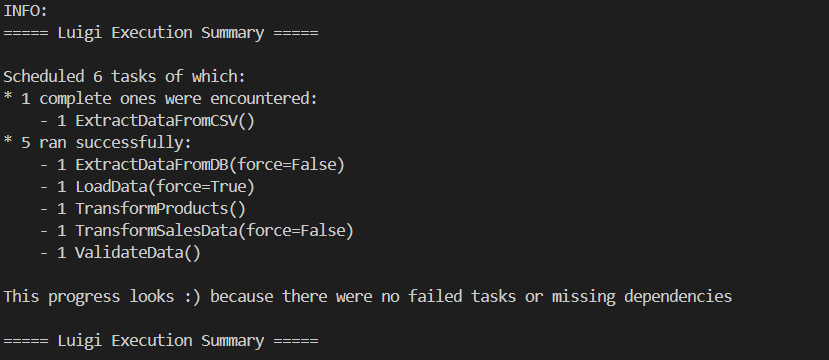 INFO:
===== Luigi Execution Summary =====
Scheduled 6 tasks of which:
* 1 complete ones were encountered:
    - 1 ExtractDataFromCSV()
* 5 ran successfully:
    - 1 ExtractDataFromDB(force=False)
    - 1 LoadData(force=True)
    - 1 TransformProducts()
    - 1 TransformSalesData(force=False)
    - 1 ValidateData()
This progress looks :) because there were no failed tasks or missing dependencies
===== Luigi Execution Summary =====